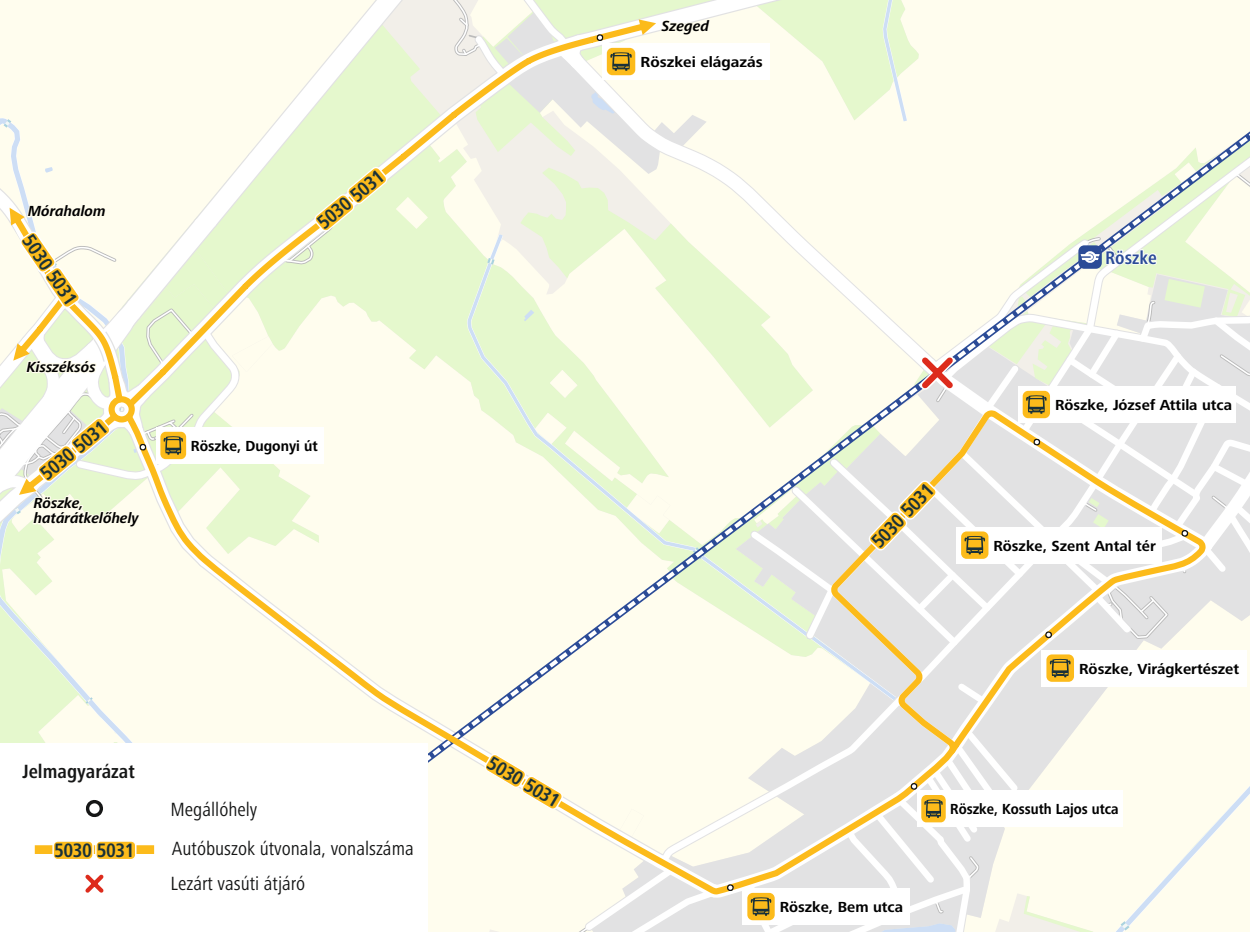 Szeged
Röszkei elágazás
5030 5031
Mórahalom
5030 5031
Röszke
Kisszéksós
Röszke, József Attila utca
5030 5031
Röszke, Dugonyi út
Röszke,
határátkelőhely
5030 5031
Röszke, Szent Antal tér
Röszke, Virágkertészet
5030 5031
Röszke, Kossuth Lajos utca
Röszke, Bem utca
Jelmagyarázat
Megállóhely
5030 5031
Autóbuszok útvonala, vonalszáma
Lezárt vasúti átjáró